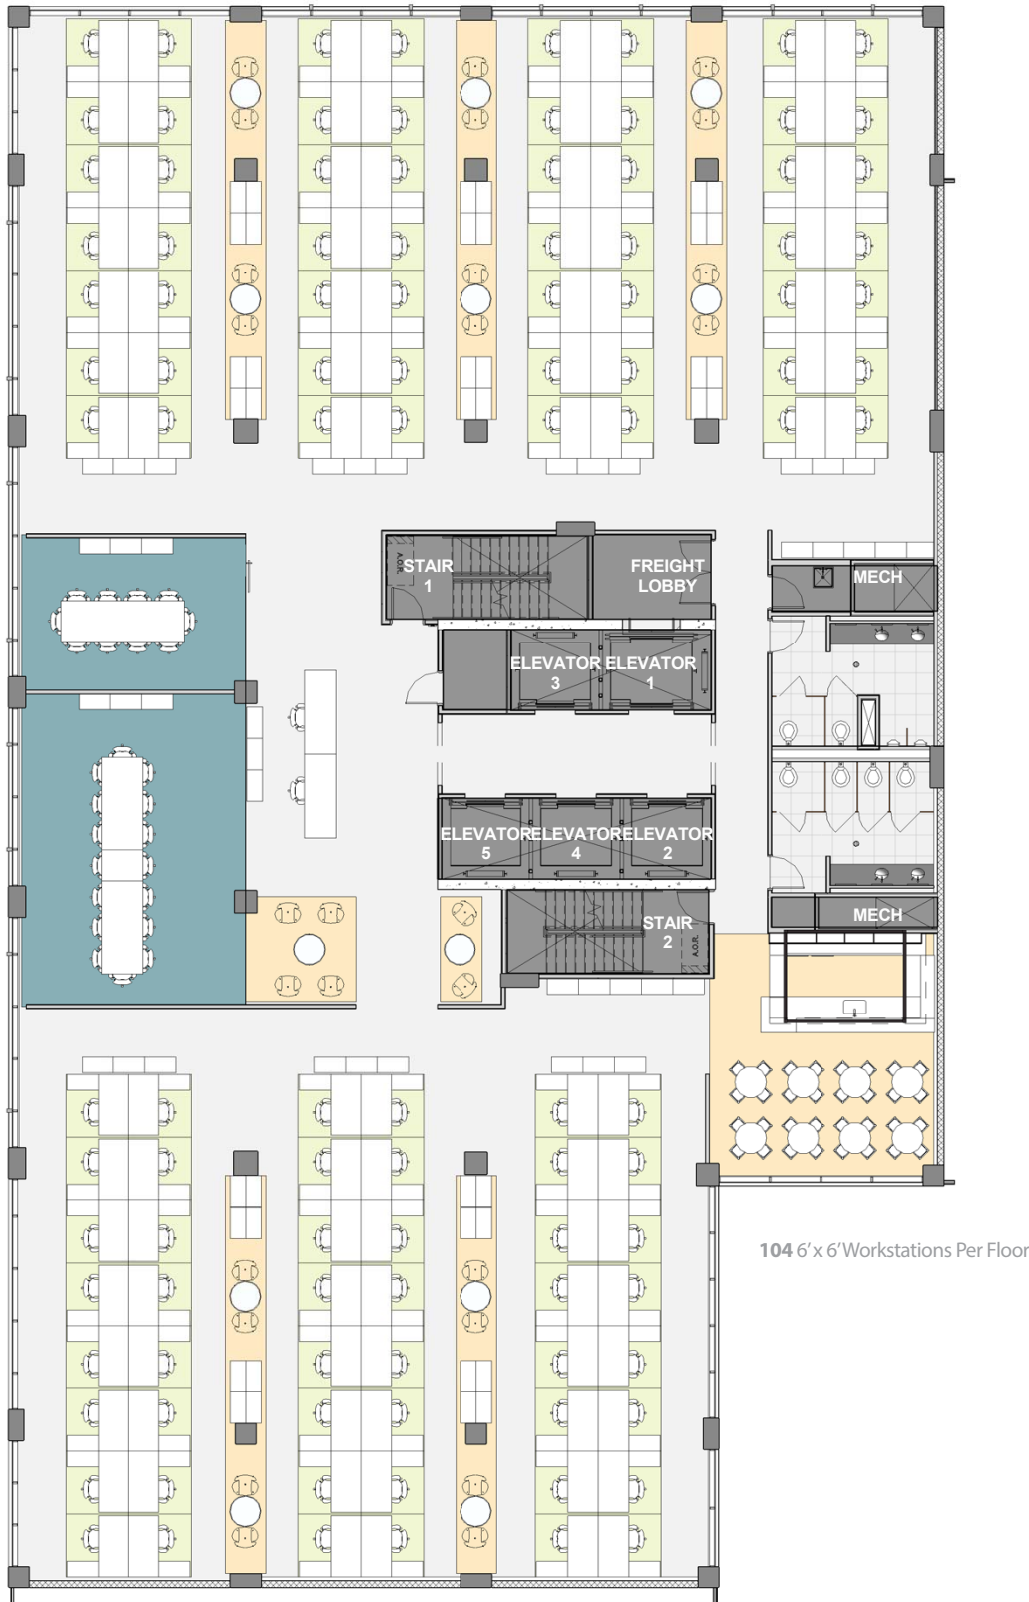 A.O.R.
STAIR
1
FREIGHT
LOBBY
MECH
ELEVATOR
3
ELEVATOR
1
ELEVATOR
5
ELEVATOR
4
ELEVATOR
2
STAIR
2
A.O.R.
MECH
104 6’ x 6’ Workstations Per Floor